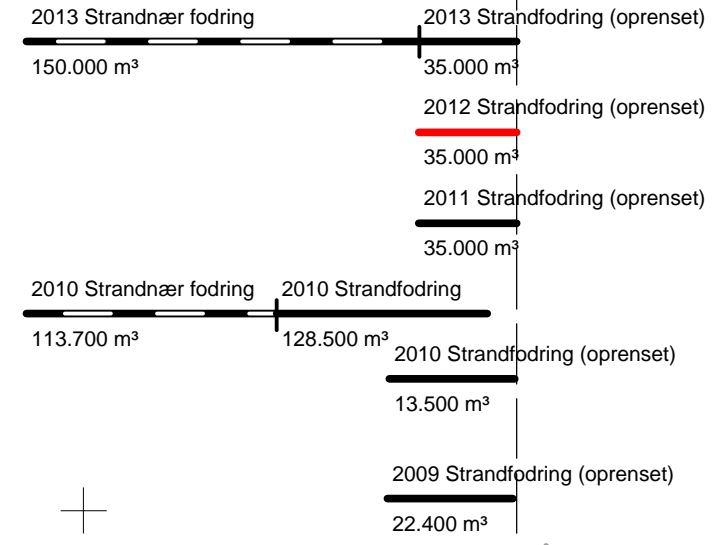 2013 Strandnær fodring 2013 Strandfodring (oprenset)
150.000 m³ 35.000 m³
2012 Strandfodring (oprenset)
35.000 m³
2011 Strandfodring (oprenset)
35.000 m³
2010 Strandnær fodring 2010 Strandfodring
113.700 m³ 128.500 m³
2010 Strandfodring (oprenset)
13.500 m³
2009 Strandfodring (oprenset)
22.400 m³